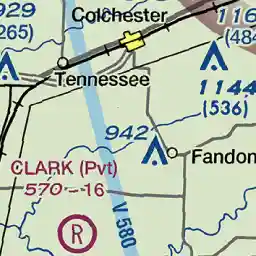 Colchester
929
(265)
116
(484
Tennessee
1144
(536)
942
Fandon
CLARK (Pvt)
570 - 16
R
V 580